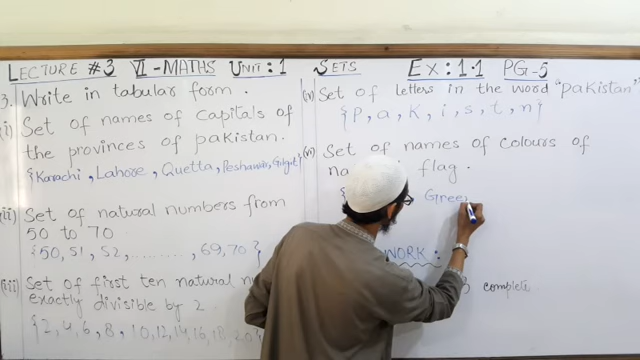 LECTURE #3 VI-MATHS UNIT:1 SETS EX:1.1 PG-5
3. Write in tabular form.
(i) Set of names of capitals of
the provinces of pakistan.
{Karachi, Lahore, Quetta, Peshawar, Gilgit}
(ii) Set of natural numbers from
50 to 70
{50, 51, 52, ........, 69, 70}
(iii) Set of first ten natural
exactly divisible by 2
{2, 4, 6, 8, 10, 12, 14, 16, 18, 20}
Set of letters in the word "pakistan"
{P, a, K, i, s, t, n}
Set of names of colours of
flag.
{ Green
WORK:
complete